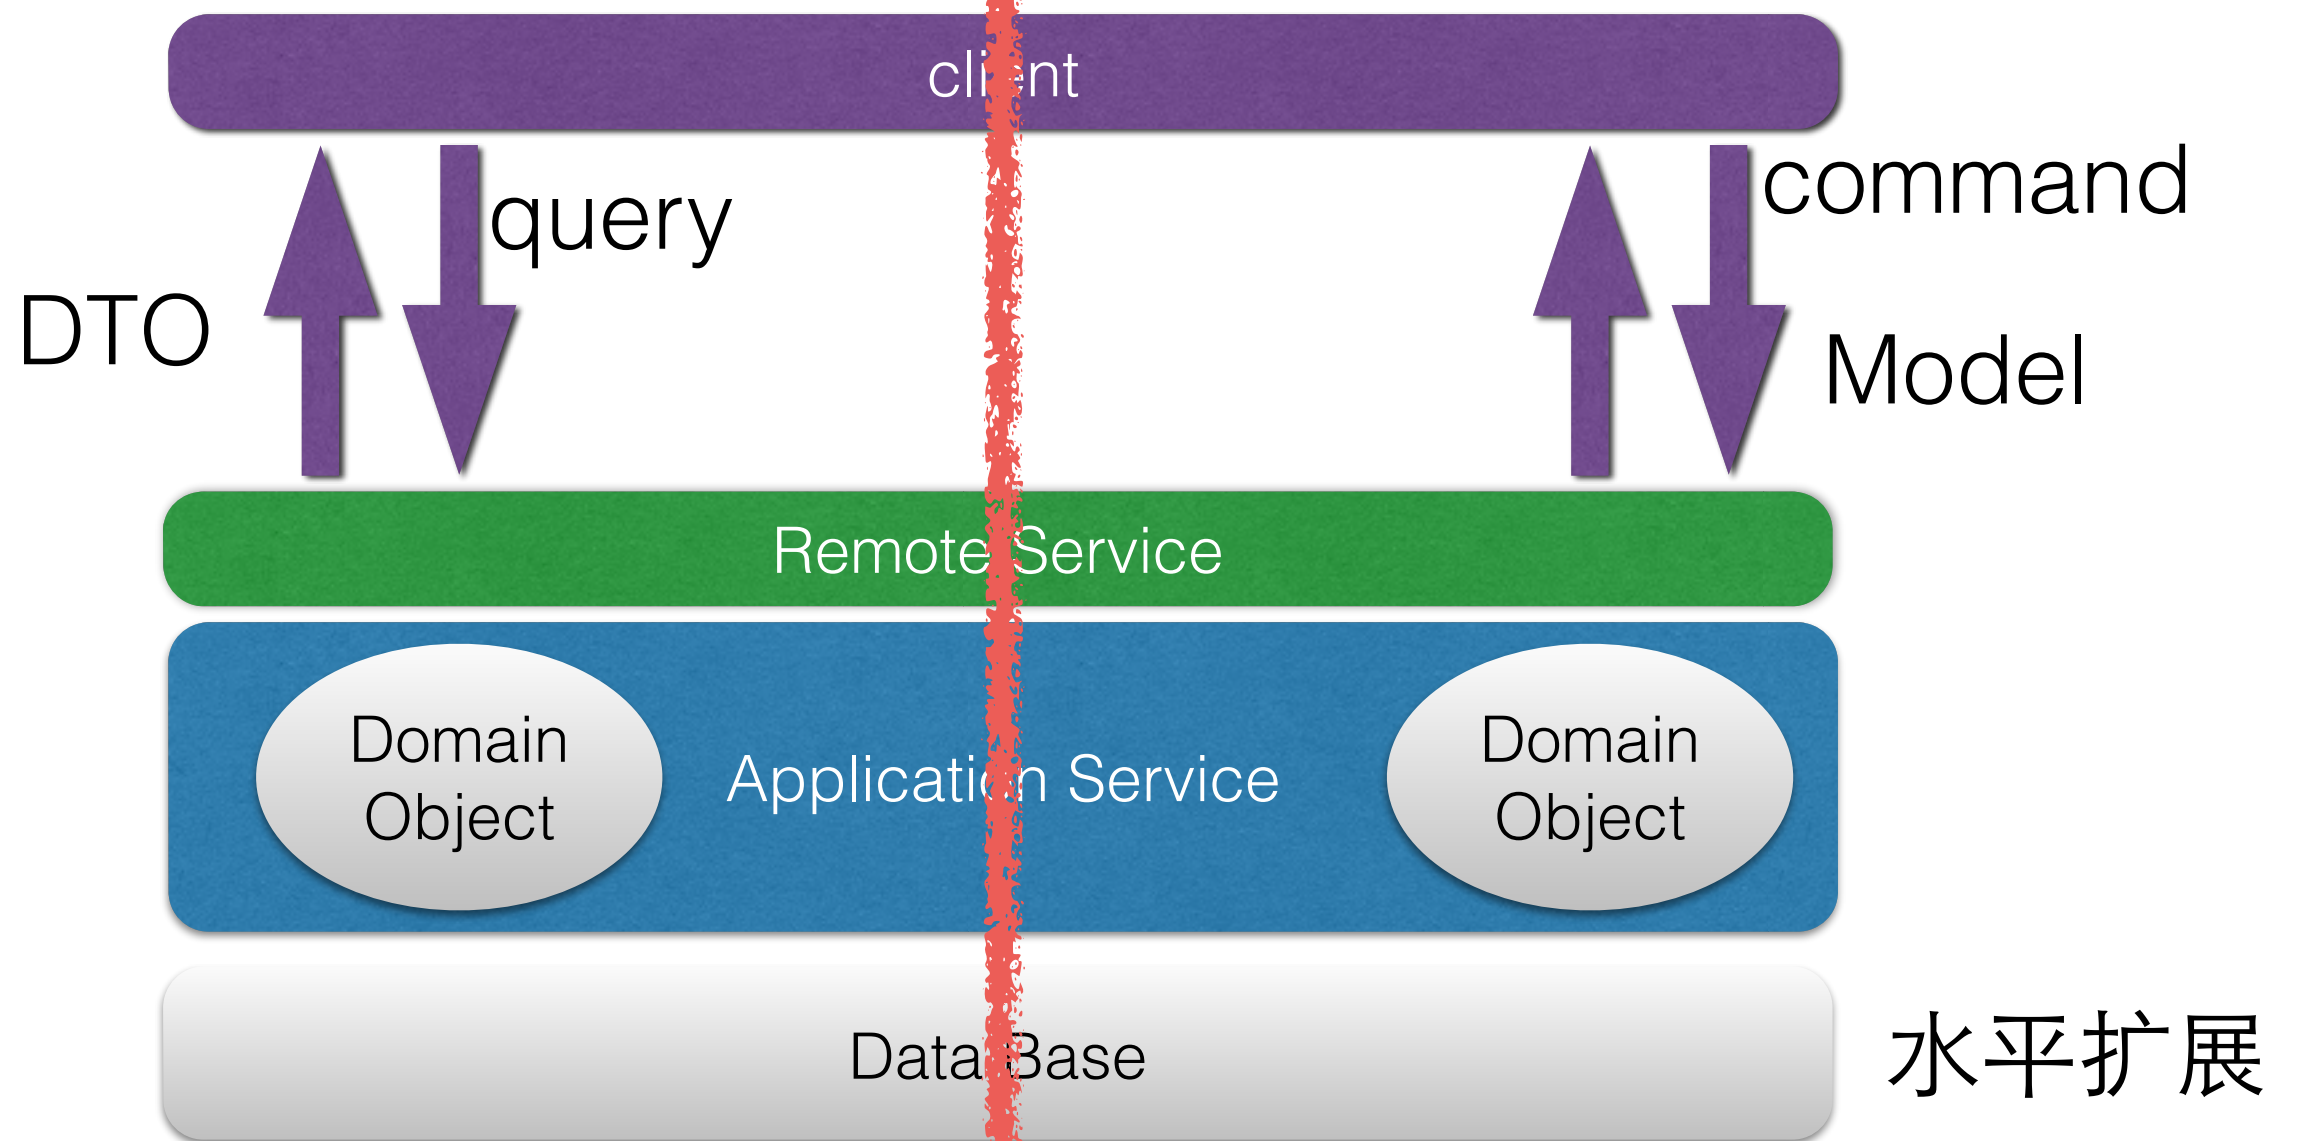 client
query
command
DTO
Model
Remote Service
Domain
Object
Application Service
Domain
Object
Data Base
水平扩展